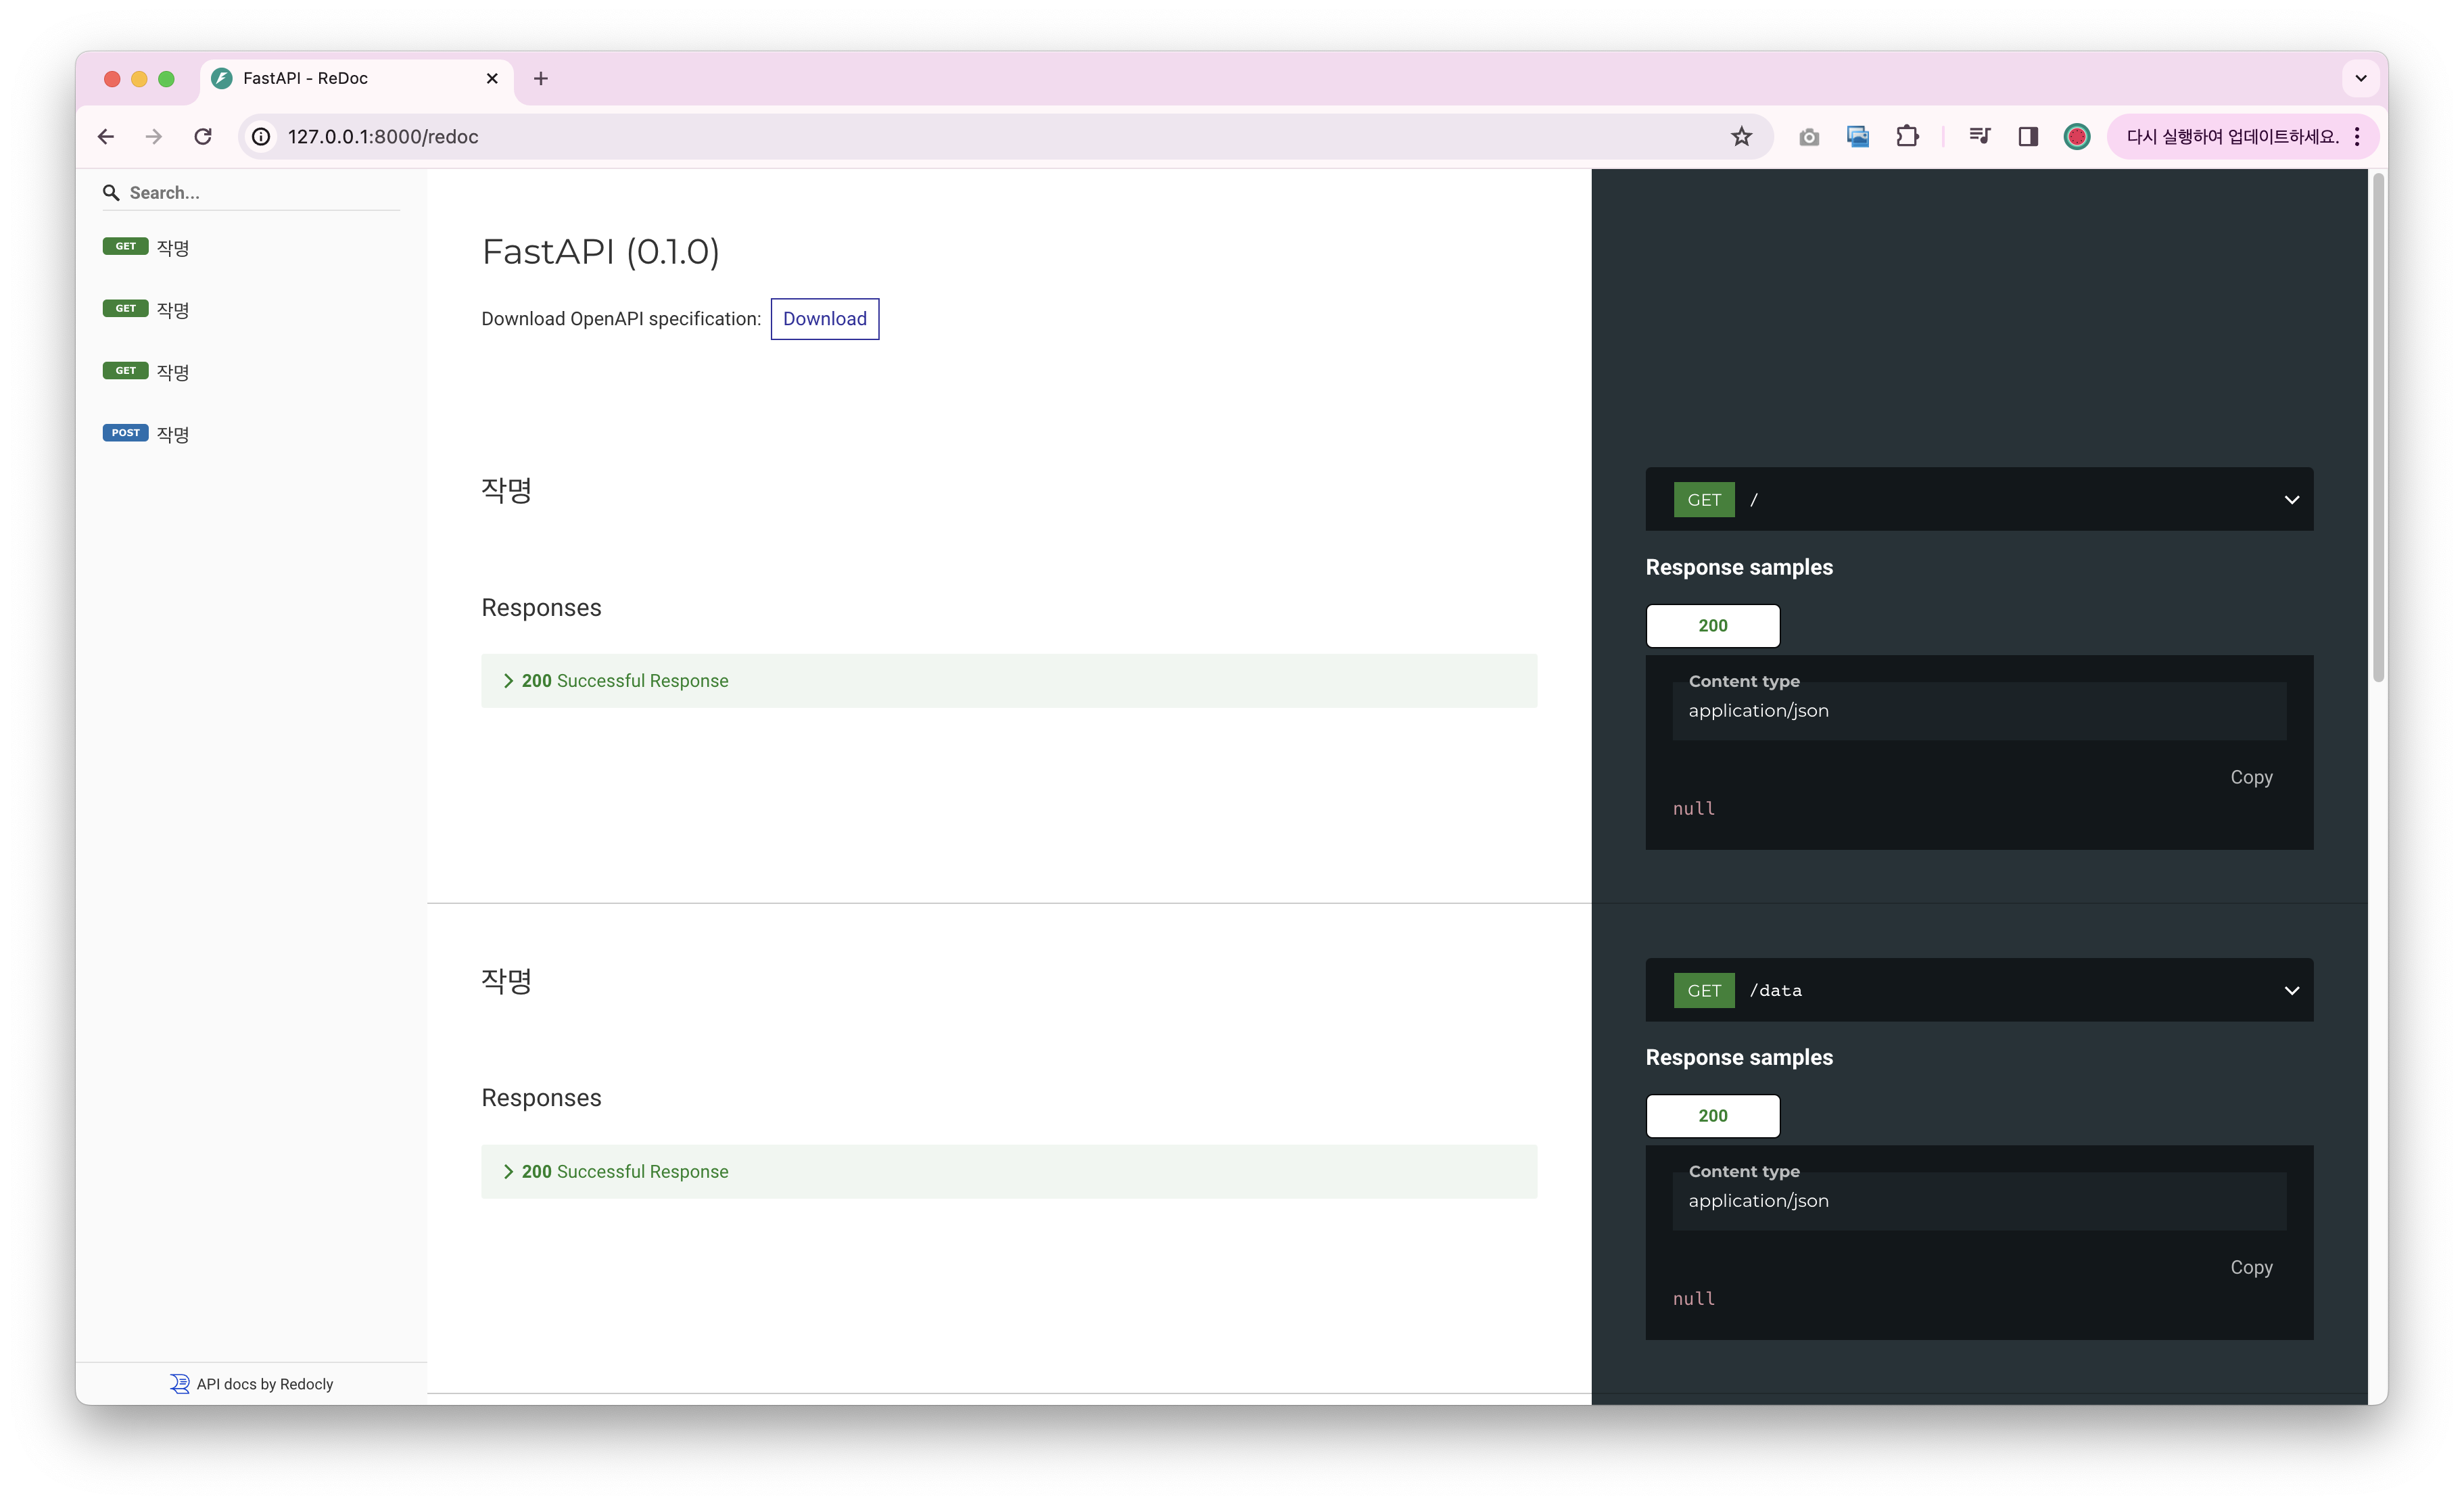 FastAPI - ReDoc
127.0.0.1:8000/redoc
다시 실행하여 업데이트하세요.
Search...
GET 작명
GET 작명
GET 작명
POST 작명
API docs by Redocly
FastAPI (0.1.0)
Download OpenAPI specification: Download
작명
Responses
200 Successful Response
GET /
Response samples
200
Content type
application/json
Copy
null
작명
Responses
200 Successful Response
GET /data
Response samples
200
Content type
application/json
Copy
null